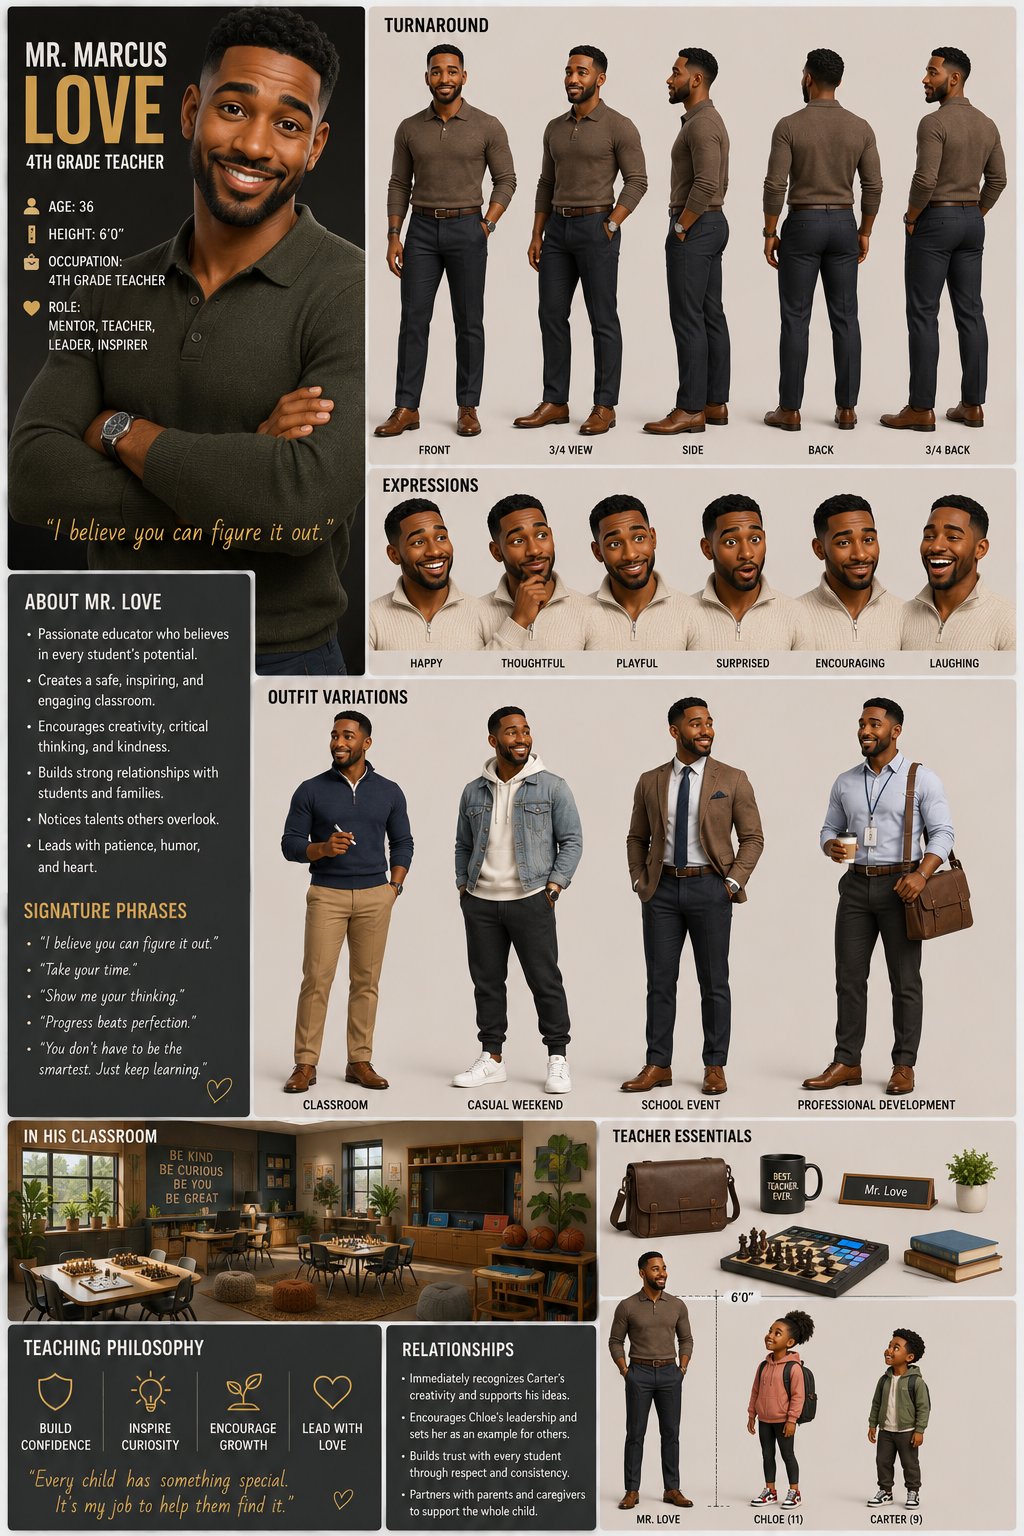 MR. MARCUS
LOVE
4TH GRADE TEACHER
AGE: 36
HEIGHT: 6'0"
OCCUPATION:
4TH GRADE TEACHER
ROLE:
MENTOR, TEACHER,
LEADER, INSPIRER
"I believe you can figure it out."
TURNAROUND
FRONT
3/4 VIEW
SIDE
BACK
3/4 BACK
EXPRESSIONS
HAPPY
THOUGHTFUL
PLAYFUL
SURPRISED
ENCOURAGING
LAUGHING
ABOUT MR. LOVE
• Passionate educator who believes
in every student's potential.
• Creates a safe, inspiring, and
engaging classroom.
• Encourages creativity, critical
thinking, and kindness.
• Builds strong relationships with
students and families.
• Notices talents others overlook.
• Leads with patience, humor,
and heart.
SIGNATURE PHRASES
• "I believe you can figure it out."
• "Take your time."
• "Show me your thinking."
• "Progress beats perfection."
• "You don't have to be the
smartest. Just keep learning."
OUTFIT VARIATIONS
CLASSROOM
CASUAL WEEKEND
SCHOOL EVENT
PROFESSIONAL DEVELOPMENT
IN HIS CLASSROOM
BE KIND
BE CURIOUS
BE YOU
BE GREAT
TEACHER ESSENTIALS
BEST.
TEACHER.
EVER.
Mr. Love
TEACHING PHILOSOPHY
BUILD
CONFIDENCE
INSPIRE
CURIOSITY
ENCOURAGE
GROWTH
LEAD WITH
LOVE
"Every child has something special.
It's my job to help them find it."
RELATIONSHIPS
• Immediately recognizes Carter's
creativity and supports his ideas.
• Encourages Chloe's leadership and
sets her as an example for others.
• Builds trust with every student
through respect and consistency.
• Partners with parents and caregivers
to support the whole child.
6'0"
MR. LOVE
CHLOE (11)
CARTER (9)